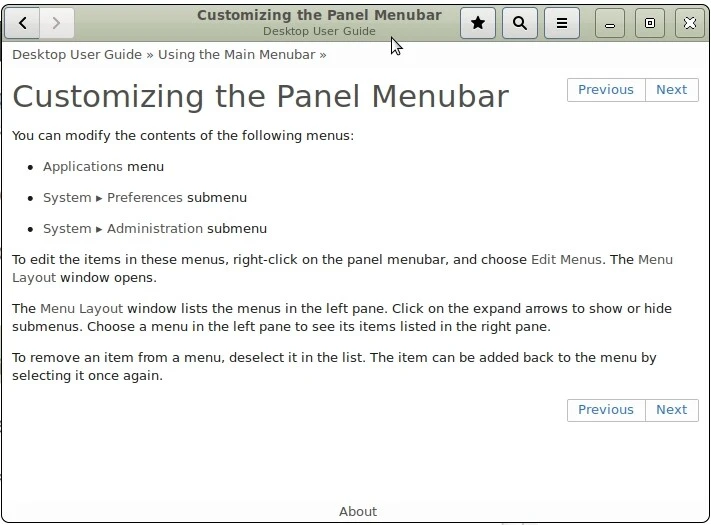 Customizing the Panel Menubar
Desktop User Guide
Desktop User Guide » Using the Main Menubar »
Customizing the Panel Menubar
Previous Next
You can modify the contents of the following menus:
• Applications menu
• System ▸ Preferences submenu
• System ▸ Administration submenu
To edit the items in these menus, right-click on the panel menubar, and choose Edit Menus. The Menu
Layout window opens.
The Menu Layout window lists the menus in the left pane. Click on the expand arrows to show or hide
submenus. Choose a menu in the left pane to see its items listed in the right pane.
To remove an item from a menu, deselect it in the list. The item can be added back to the menu by
selecting it once again.
Previous Next
About